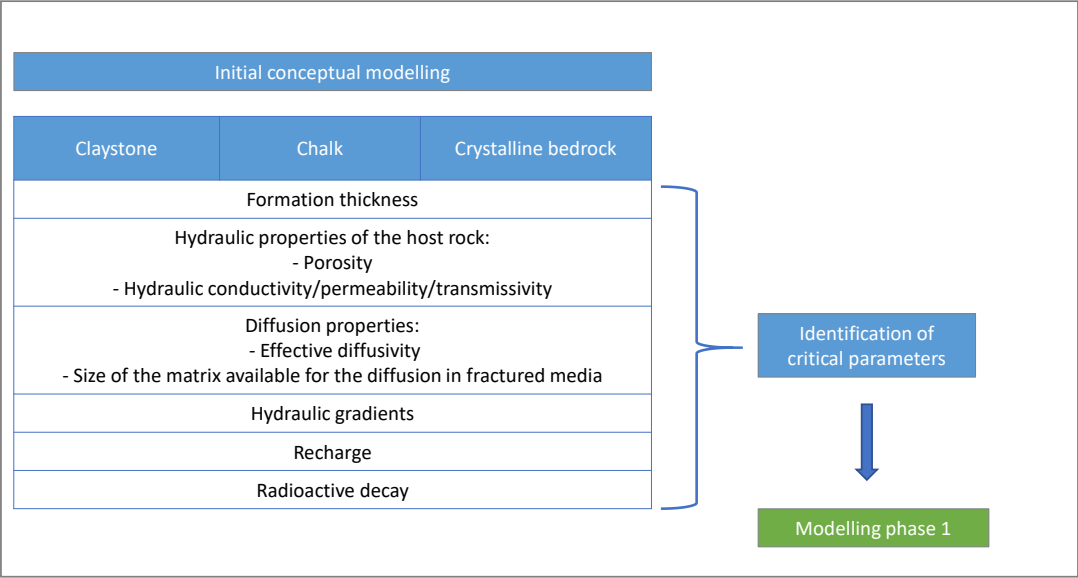 Initial conceptual modelling
Claystone
Chalk
Crystalline bedrock
Formation thickness
Hydraulic properties of the host rock:
- Porosity
- Hydraulic conductivity/permeability/transmissivity
Diffusion properties:
- Effective diffusivity
- Size of the matrix available for the diffusion in fractured media
Hydraulic gradients
Recharge
Radioactive decay
Identification of
critical parameters
Modelling phase 1